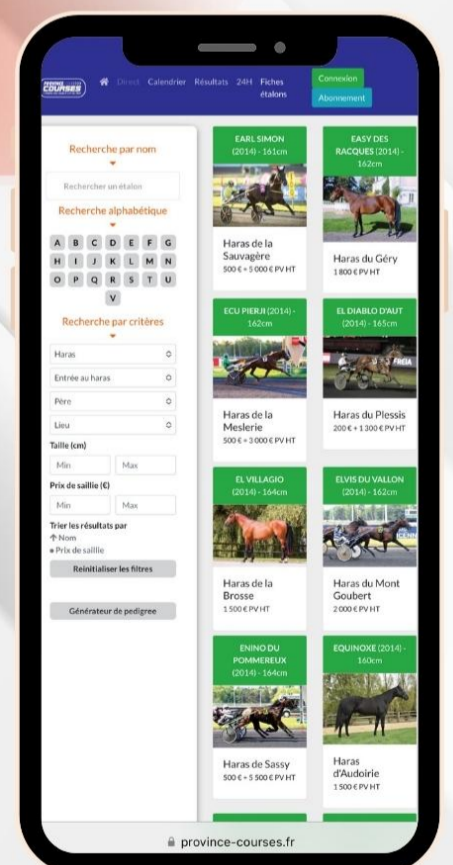 PROVINCE
COURSES
Direct
Calendrier
Résultats
24H
Fiches
étalons
Connexion
Abonnement
Recherche par nom
Rechercher un étalon
Recherche alphabétique
A B C D E F G
H I J K L M N
O P Q R S T U
V
Recherche par critères
Haras
Entrée au haras
Père
Lieu
Taille (cm)
Min
Max
Prix de saillie (€)
Min
Max
Trier les résultats par
Nom
Prix de saillie
Reinitialiser les filtres
Générateur de pedigree
EARL SIMON
(2014) - 161cm
Haras de la
Sauvagère
500 € + 5 000 € PV HT
EASY DES
RACQUES (2014) -
162cm
Haras du Géry
1 800 € PV HT
ECU PIERJI (2014) -
162cm
Haras de la
Meslerie
500 € + 3 000 € PV HT
EL DIABLO D'AUT
(2014) - 165cm
Haras du Plessis
200 € + 1 300 € PV HT
EL VILLAGIO
(2014) - 164cm
Haras de la
Brosse
1 500 € PV HT
ELVIS DU VALLON
(2014) - 162cm
Haras du Mont
Goubert
2 000 € PV HT
ENINO DU
POMMEREUX
(2014) - 164cm
Haras de Sassy
500 € + 5 500 € PV HT
EQUINOXE (2014) -
160cm
Haras
d'Audoirie
1 500 € PV HT
province-courses.fr